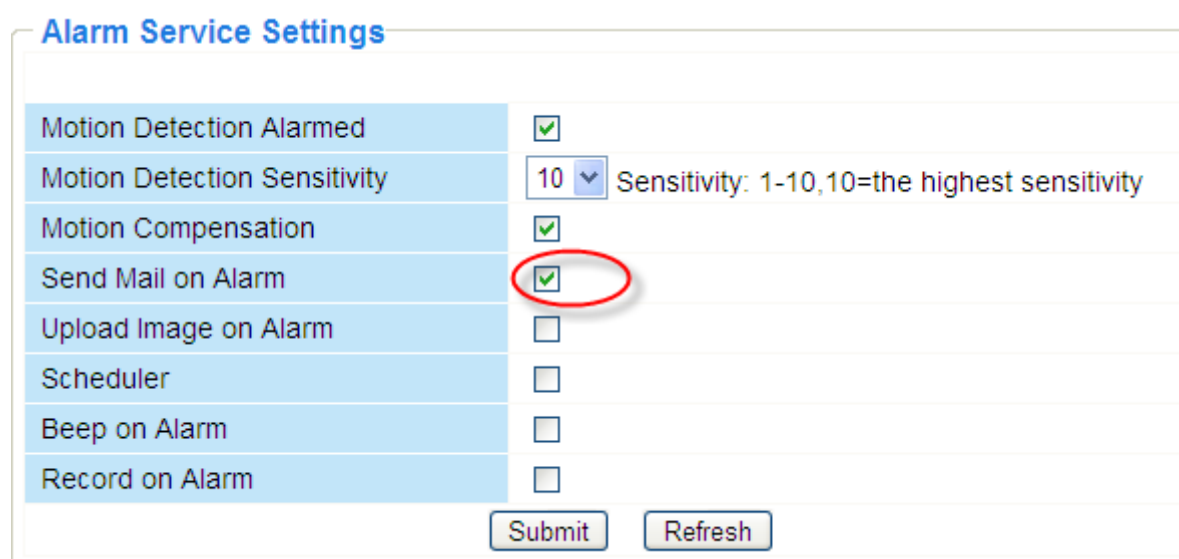 Alarm Service Settings
Motion Detection Alarmed
Motion Detection Sensitivity 10 Sensitivity: 1-10,10=the highest sensitivity
Motion Compensation
Send Mail on Alarm
Upload Image on Alarm
Scheduler
Beep on Alarm
Record on Alarm
Submit Refresh